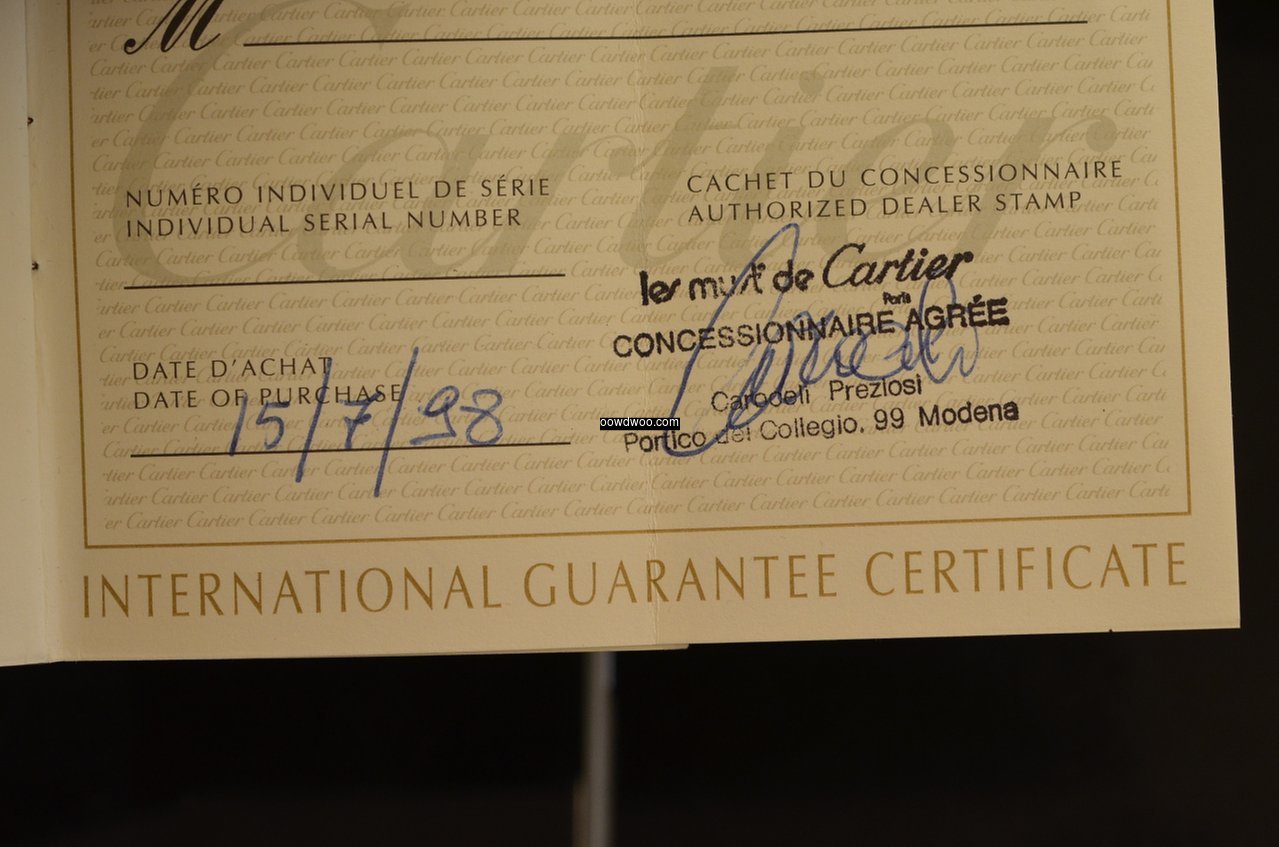 M
Cartier
NUMÉRO INDIVIDUEL DE SÉRIE
INDIVIDUAL SERIAL NUMBER
CACHET DU CONCESSIONNAIRE
AUTHORIZED DEALER STAMP
les must de Cartier
Paris
CONCESSIONNAIRE AGRÉE
Preziosi
Portico del Collegio, 99 Modena
DATE D'ACHAT
DATE OF PURCHASE
15/7/98
oowdwoo.com
INTERNATIONAL GUARANTEE CERTIFICATE